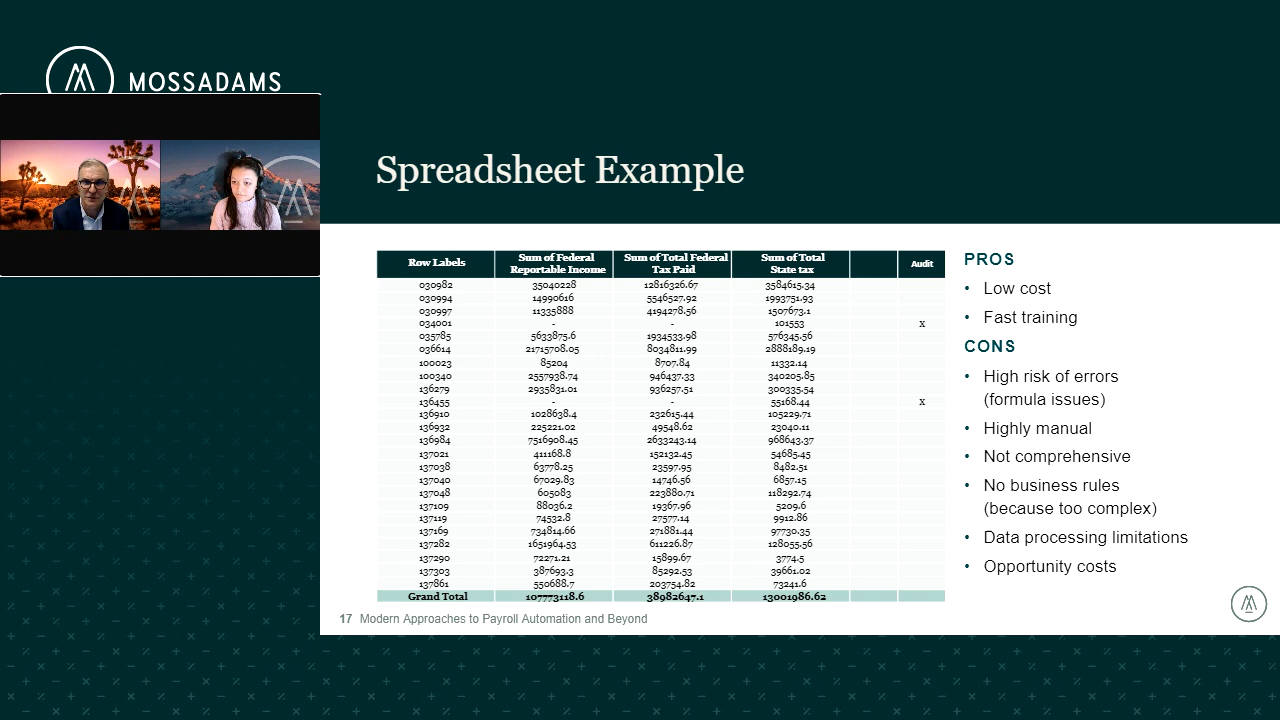 MOSSADAMS
Spreadsheet Example
Row Labels Sum of Federal Reportable Income Sum of Total Federal Tax Paid Sum of Total State tax Audit
030982 35040228 12816326.67 3584615.34
030994 14990616 5546527.92 1993751.93
030997 11335888 4194278.56 1507673.1
034001 - - 101553 x
035785 5633875.6 1934533.98 576345.56
036614 21715708.05 8034811.99 2888189.19
100023 85204 8707.84 11332.14
100340 2557938.74 946437.33 340205.85
136279 2935831.01 936257.51 300335.54
136455 - - 55168.44 x
136910 1028638.4 232615.44 105229.71
136932 225221.02 49548.62 23040.11
136984 7516908.45 2633243.14 968643.37
137021 411168.8 152132.45 54685.45
137038 63778.25 23597.95 8482.51
137040 67029.83 14746.56 6857.15
137048 605083 223880.71 118292.74
137109 88036.2 19367.96 5209.6
137119 74532.8 27577.14 9912.86
137169 734814.66 271881.44 97730.35
137282 1651964.53 611226.87 128055.56
137290 72271.21 15899.67 3774.5
137303 387693.3 85292.53 39661.02
137861 550688.7 203754.82 73241.6
Grand Total 107773118.6 38982647.1 13001986.62
PROS
• Low cost
• Fast training
CONS
• High risk of errors
(formula issues)
• Highly manual
• Not comprehensive
• No business rules
(because too complex)
• Data processing limitations
• Opportunity costs
17 Modern Approaches to Payroll Automation and Beyond